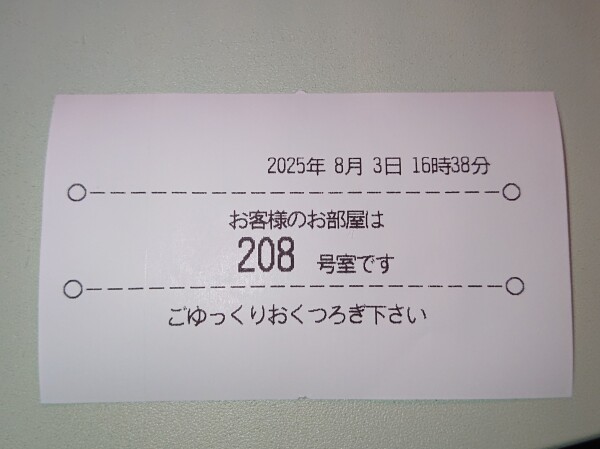 2025年 8月 3日 16時38分
お客様のお部屋は
208 号室です
ごゆっくりおくつろぎ下さい